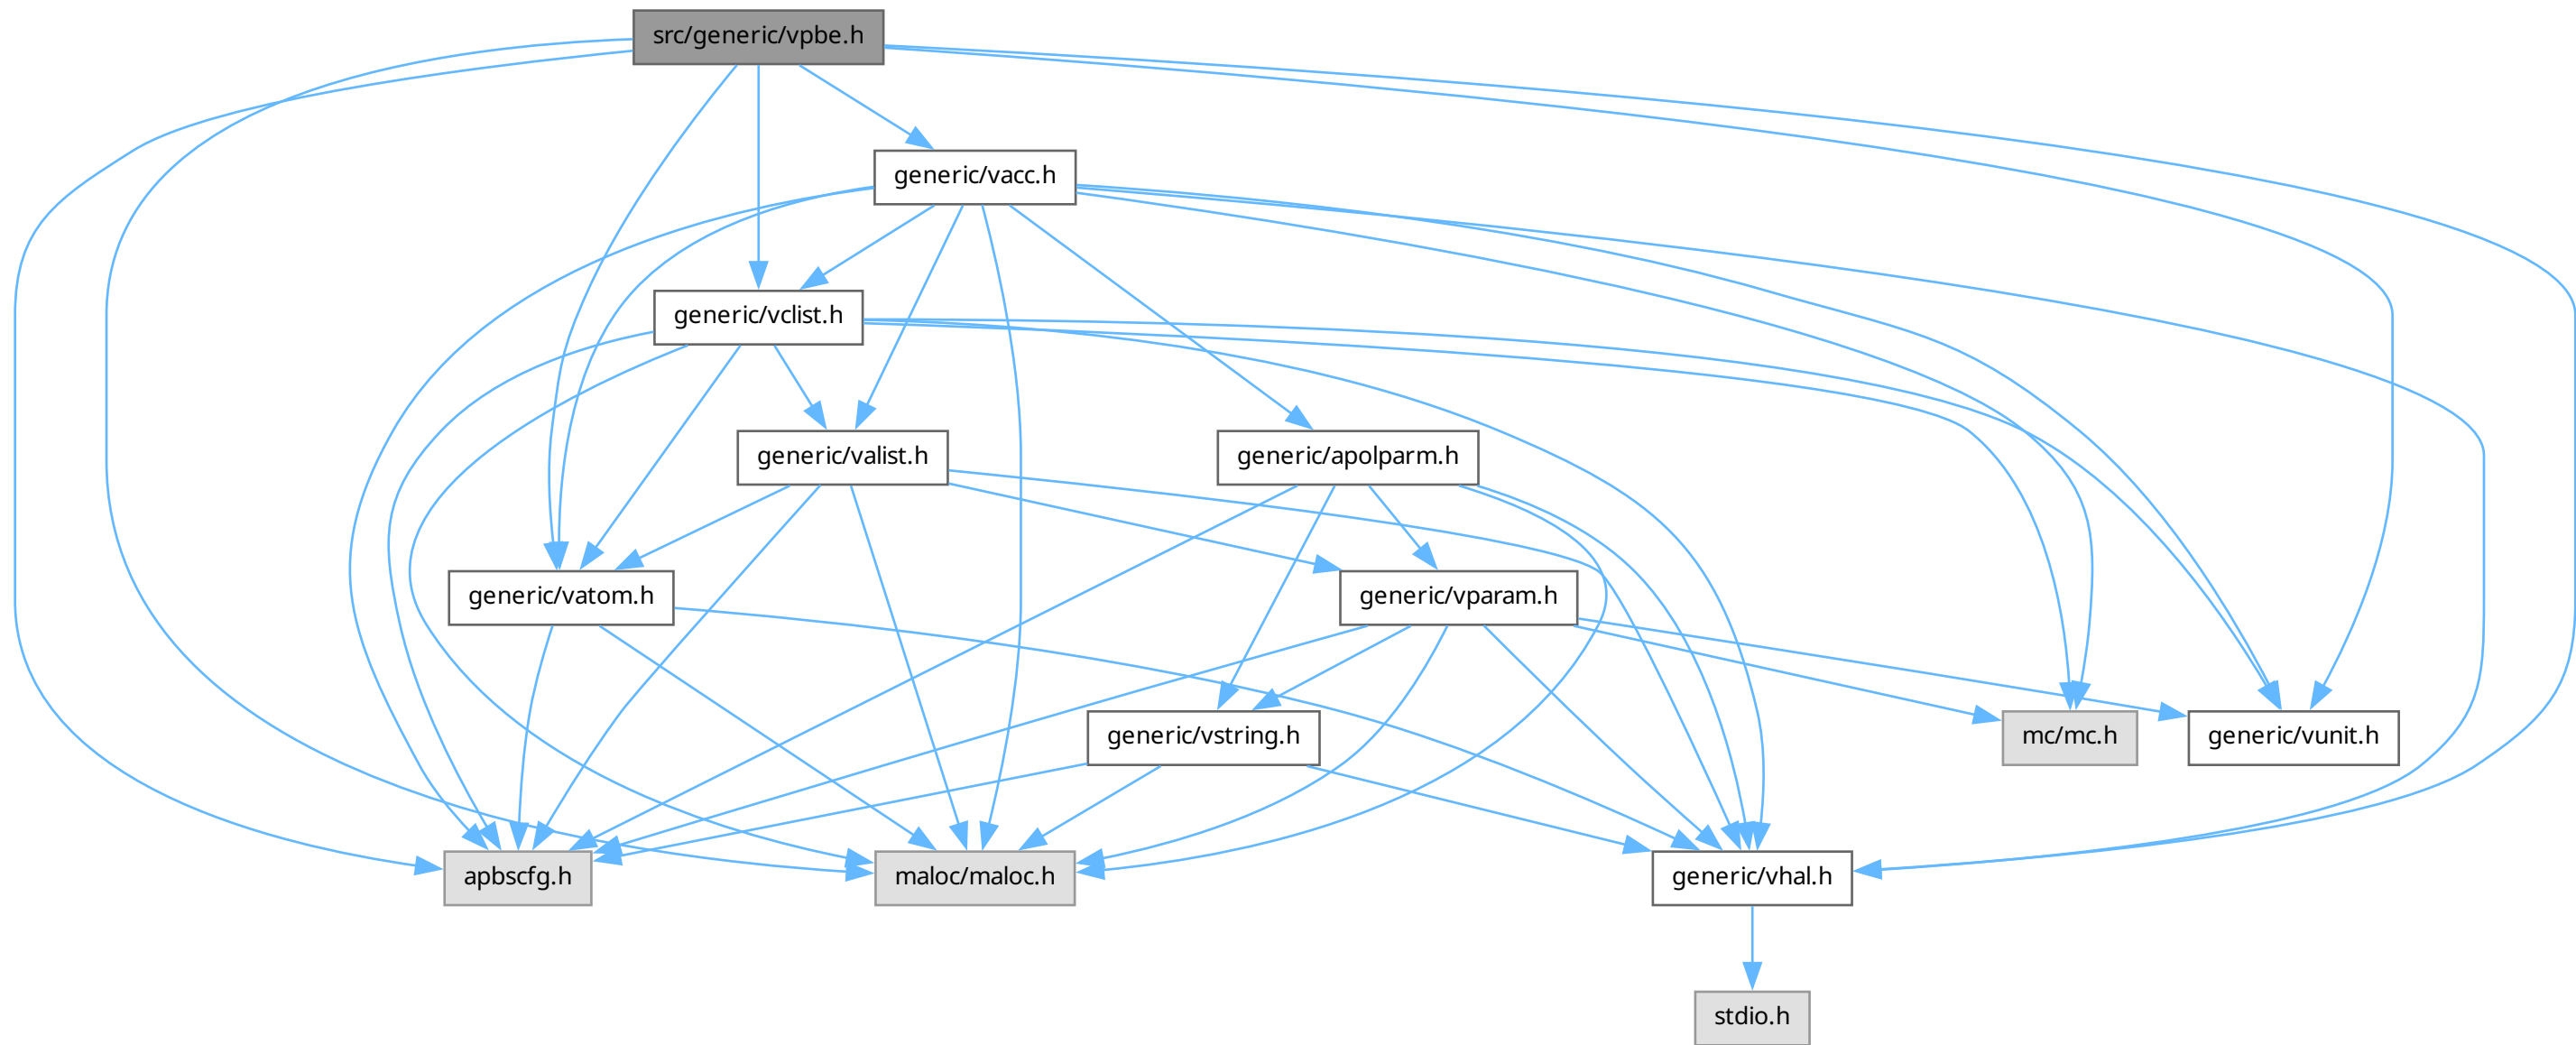 src/generic/vpbe.h
generic/vacc.h
generic/vclist.h
generic/valist.h
generic/apolparm.h
generic/vatom.h
generic/vparam.h
generic/vstring.h
mc/mc.h
generic/vunit.h
apbscfg.h
maloc/maloc.h
generic/vhal.h
stdio.h